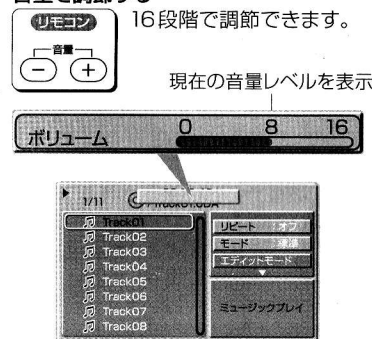 音量を調節する
リモコン
16段階で調節できます。
音量
− +
現在の音量レベルを表示
ボリューム 0 8 16
1/11
Track01
リピート オフ
Track02
モード 標準
Track03
エディットモード
Track04
Track05
Track06
ミュージックプレイ
Track07
Track08